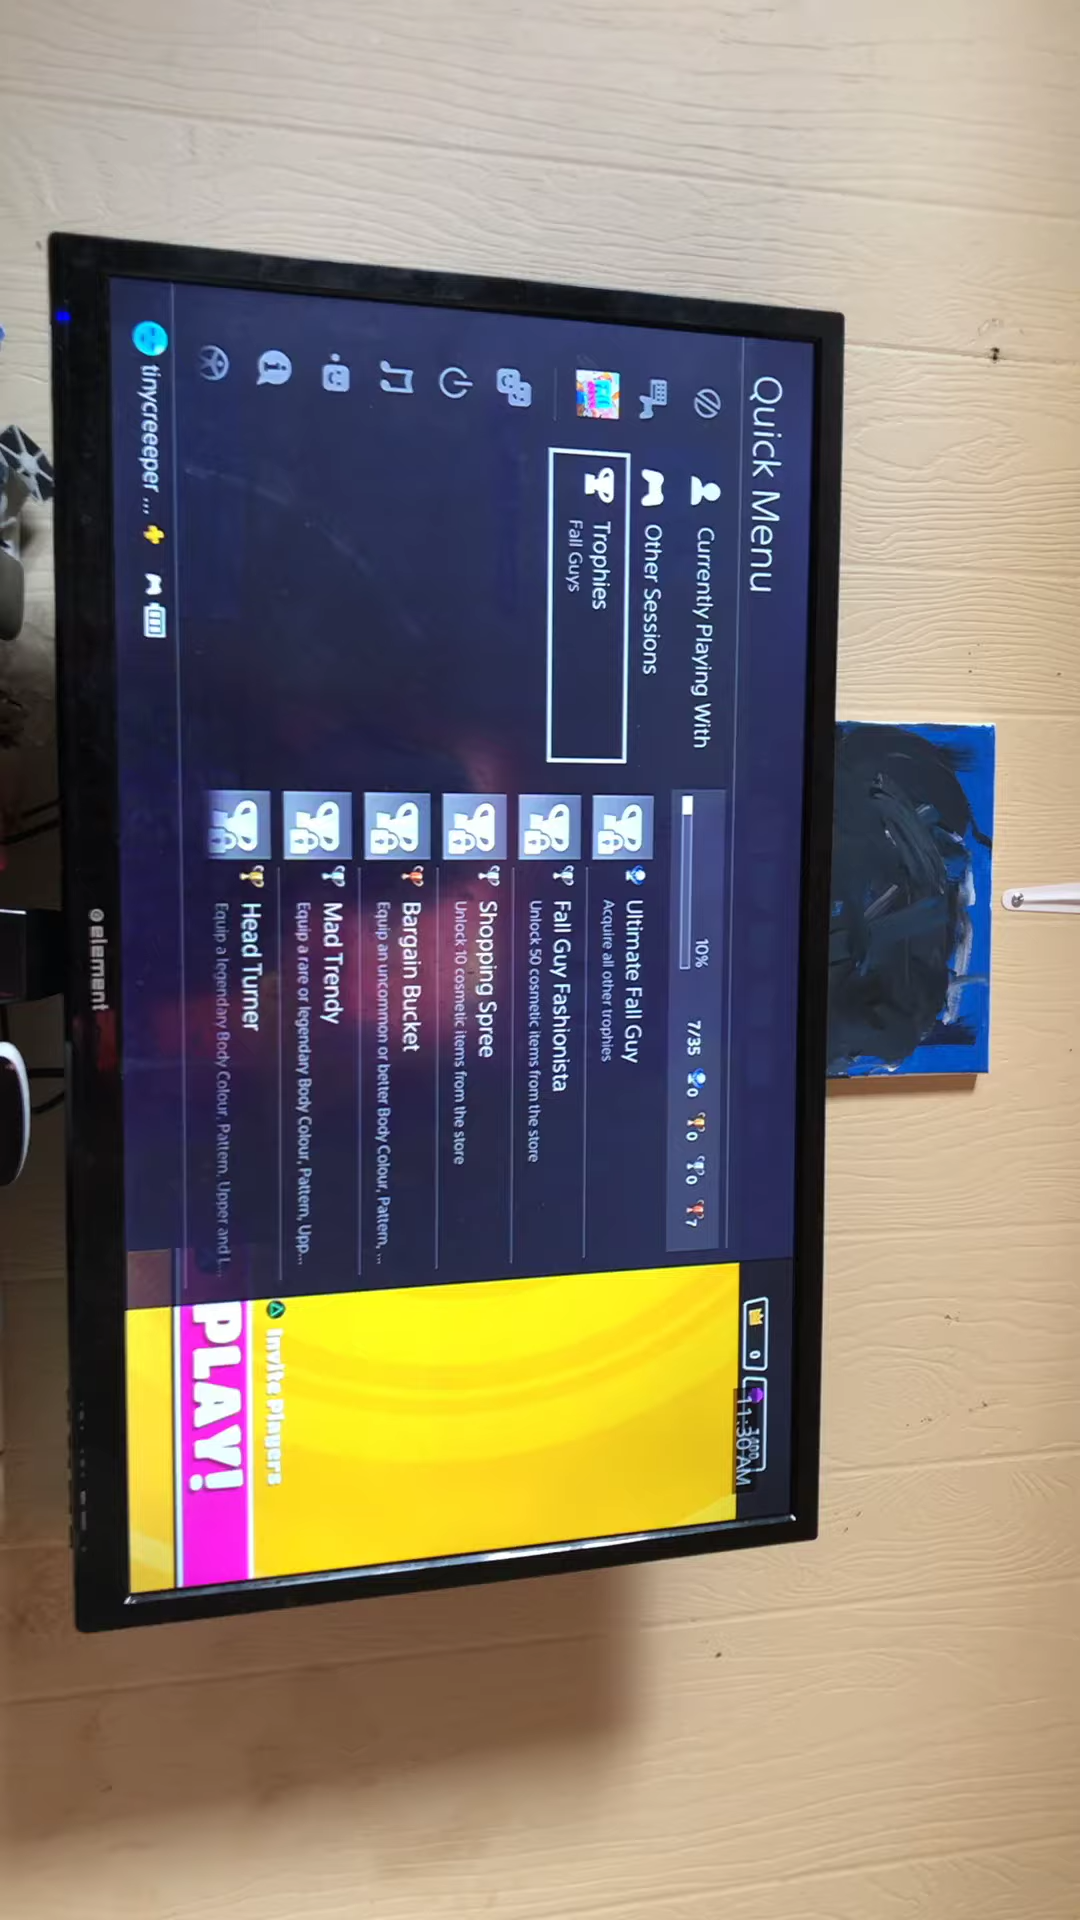 Quick Menu
11:30 AM
0
Currently Playing With
Other Sessions
Trophies
Fall Guys
10%
7/35
0
0
0
7
Ultimate Fall Guy
Acquire all other trophies
Fall Guy Fashionista
Unlock 50 cosmetic items from the store
Shopping Spree
Unlock 10 cosmetic items from the store
Bargain Bucket
Equip an uncommon or better Body Colour, Pattern, ...
Mad Trendy
Equip a rare or legendary Body Colour, Pattern, Upp...
Head Turner
Equip a legendary Body Colour, Pattern, Upper and L...
Invite Players
PLAY!
tinycreeeper ...
element